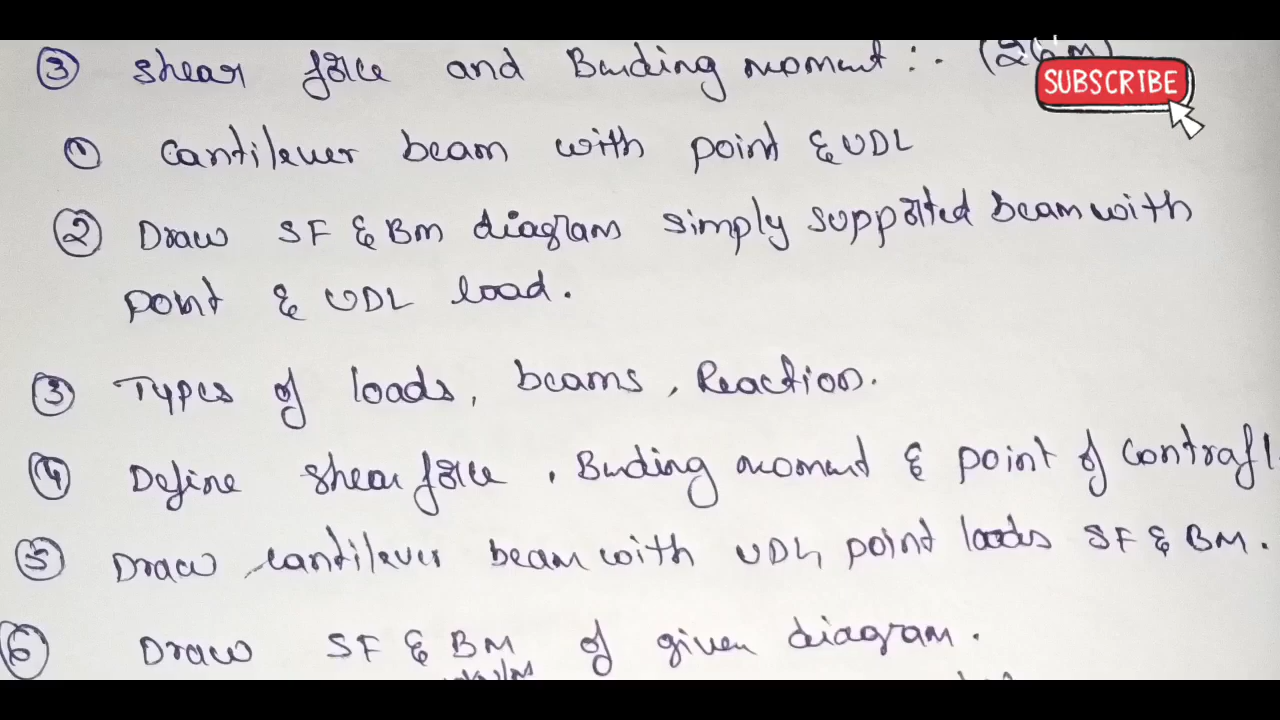 ③ Shear force and Bending moment :-
SUBSCRIBE
① Cantilever beam with point & UDL
② Draw SF & BM diagram simply supported beam with
point & UDL load.
③ Types of loads, beams, Reaction.
④ Define Shear force, Bending moment & point of Contrafl
⑤ Draw cantilever beam with UDL, point loads SF & BM.
⑥ Draw SF & BM of given diagram.